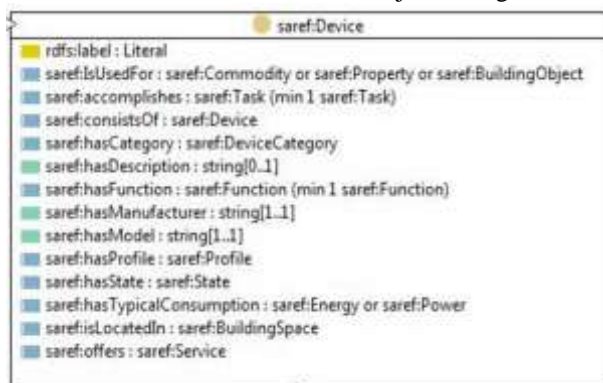 saref:Device
rdfs:label : Literal
saref:IsUsedFor : saref:Commodity or saref:Property or saref:BuildingObject
saref:accomplishes : saref:Task (min 1 saref:Task)
saref:consistsOf : saref:Device
saref:hasCategory : saref:DeviceCategory
saref:hasDescription : string[0..1]
saref:hasFunction : saref:Function (min 1 saref:Function)
saref:hasManufacturer : string[1..1]
saref:hasModel : string[1..1]
saref:hasProfile : saref:Profile
saref:hasState : saref:State
saref:hasTypicalConsumption : saref:Energy or saref:Power
saref:isLocatedIn : saref:BuildingSpace
saref:offers : saref:Service